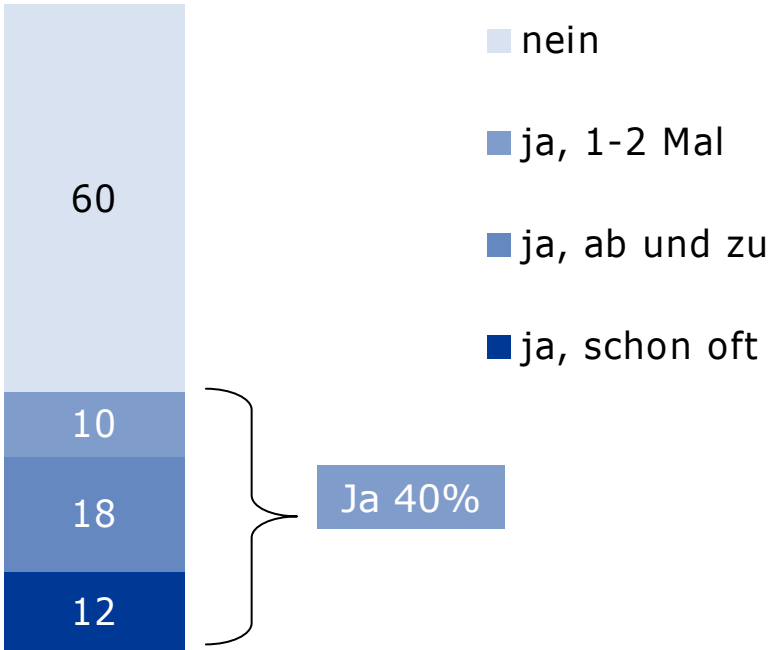 nein
ja, 1-2 Mal
60
ja, ab und zu
ja, schon oft
10
Ja 40%
18
12